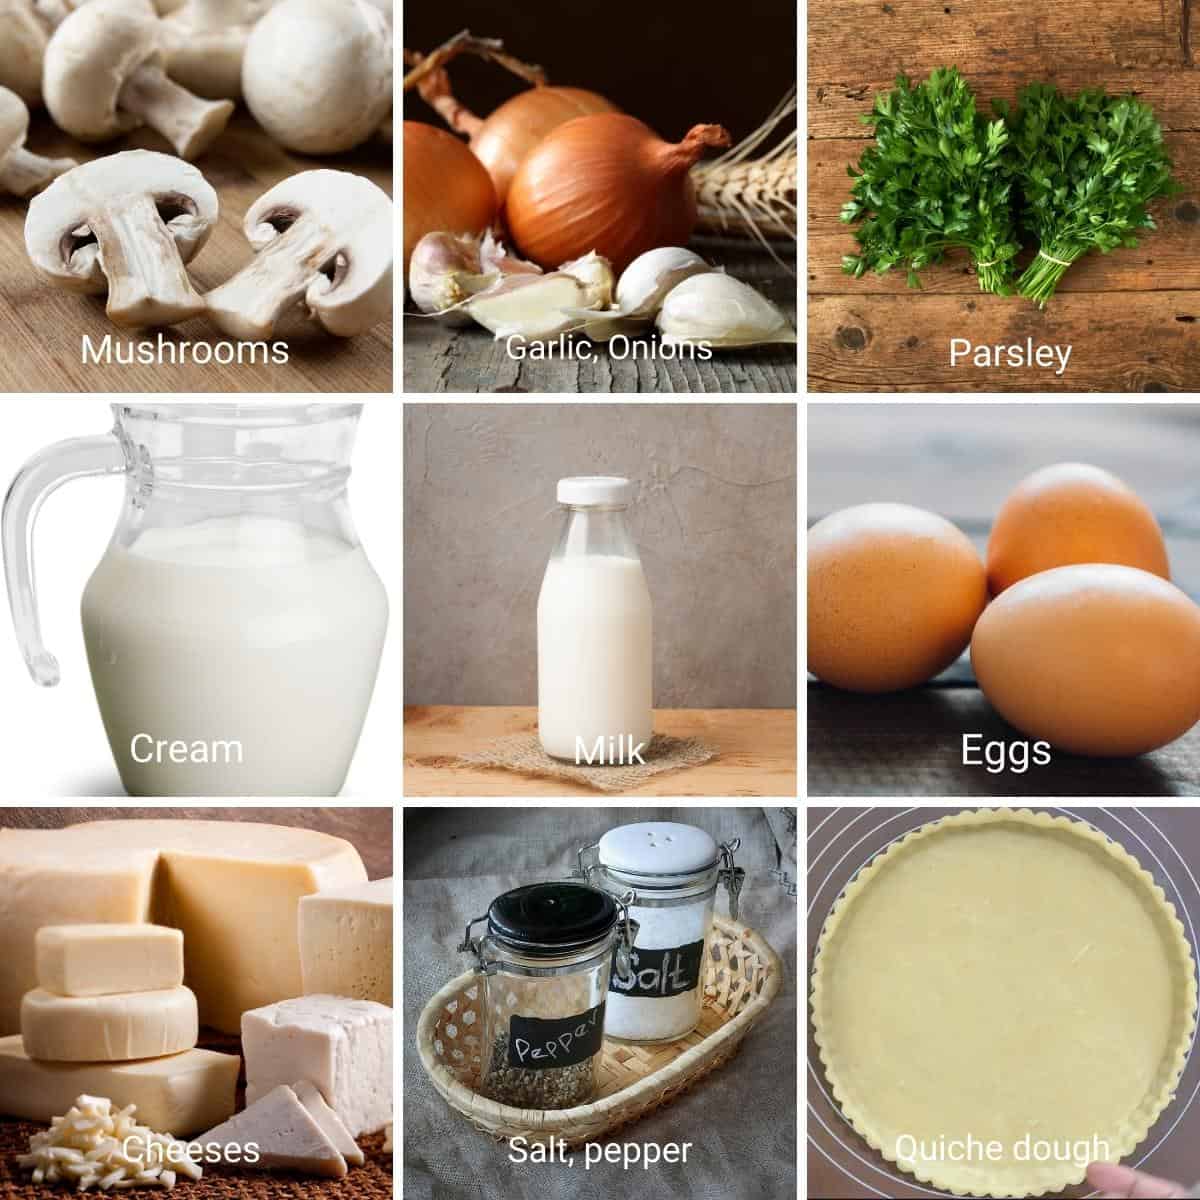 Mushrooms
Garlic, Onions
Parsley
Cream
Milk
Eggs
Cheeses
Salt
Pepper
Salt, pepper
Quiche dough